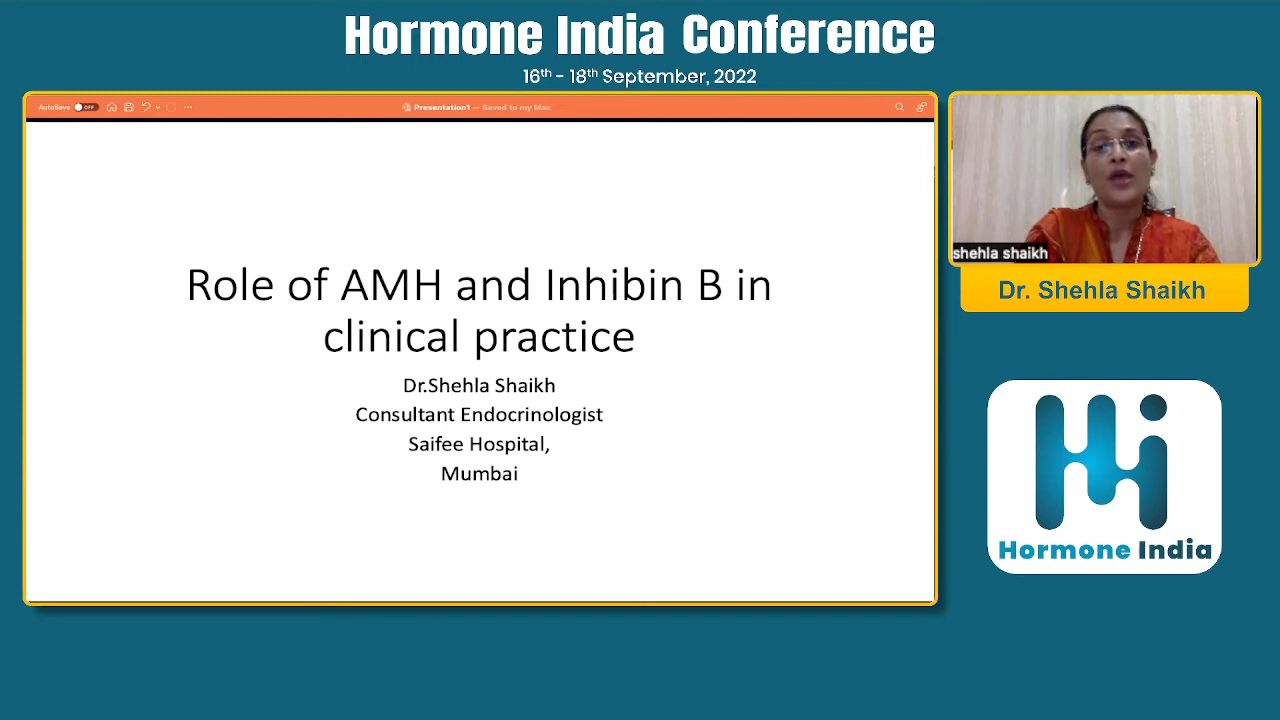 Hormone India Conference
16th - 18th September, 2022
AutoSave OFF
Presentation1 — Saved to my Mac
Role of AMH and Inhibin B in
clinical practice
Dr.Shehla Shaikh
Consultant Endocrinologist
Saifee Hospital,
Mumbai
shehla shaikh
Dr. Shehla Shaikh
Hormone India